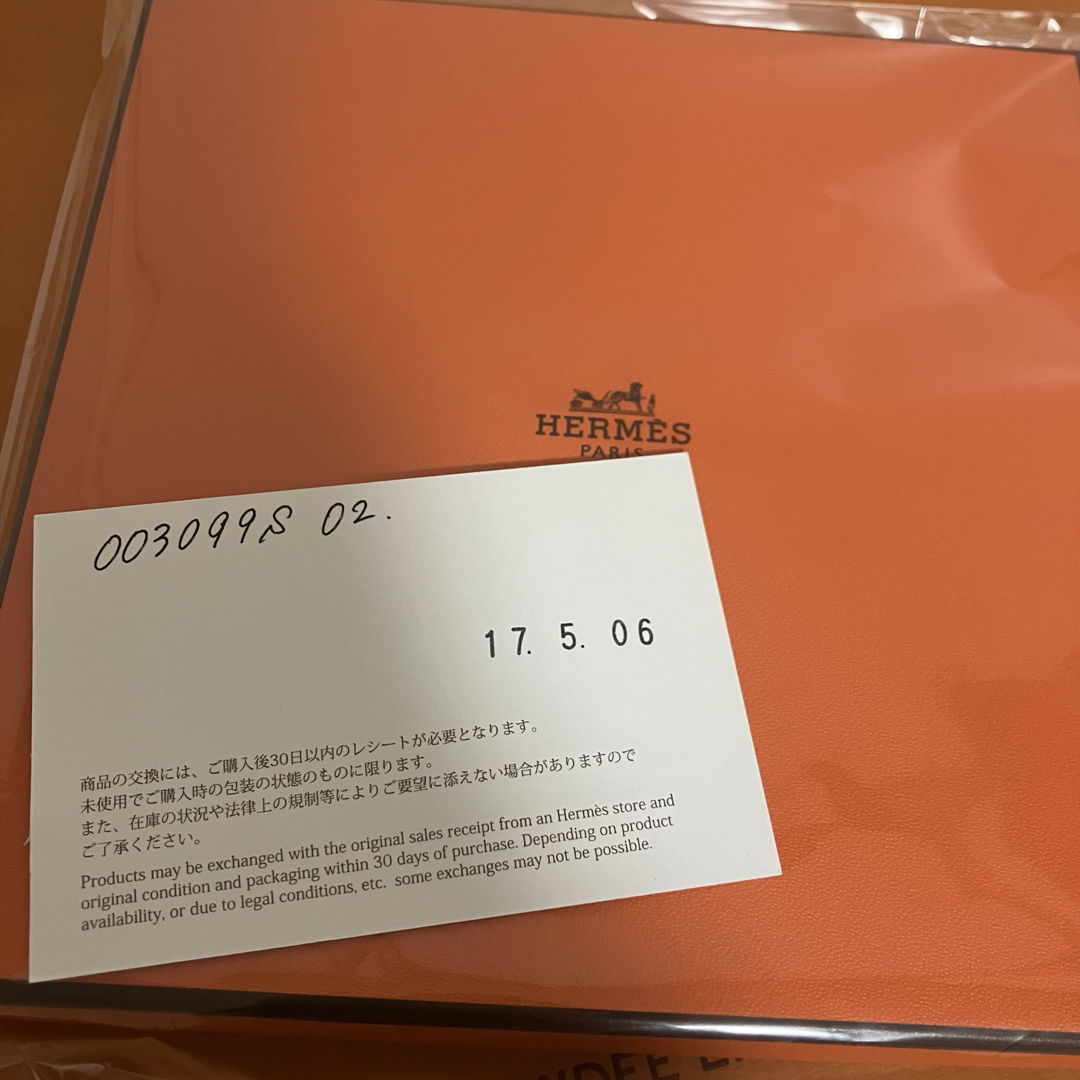 HERMÈS
PARIS
003099S 02.
17. 5. 06
商品の交換には、ご購入後30日以内のレシートが必要となります。
未使用でご購入時の包装の状態のものに限ります。
また、在庫の状況や法律上の規制等によりご要望に添えない場合がありますので
ご了承ください。
Products may be exchanged with the original sales receipt from an Hermès store and
original condition and packaging within 30 days of purchase. Depending on product
availability, or due to legal conditions, etc. some exchanges may not be possible.